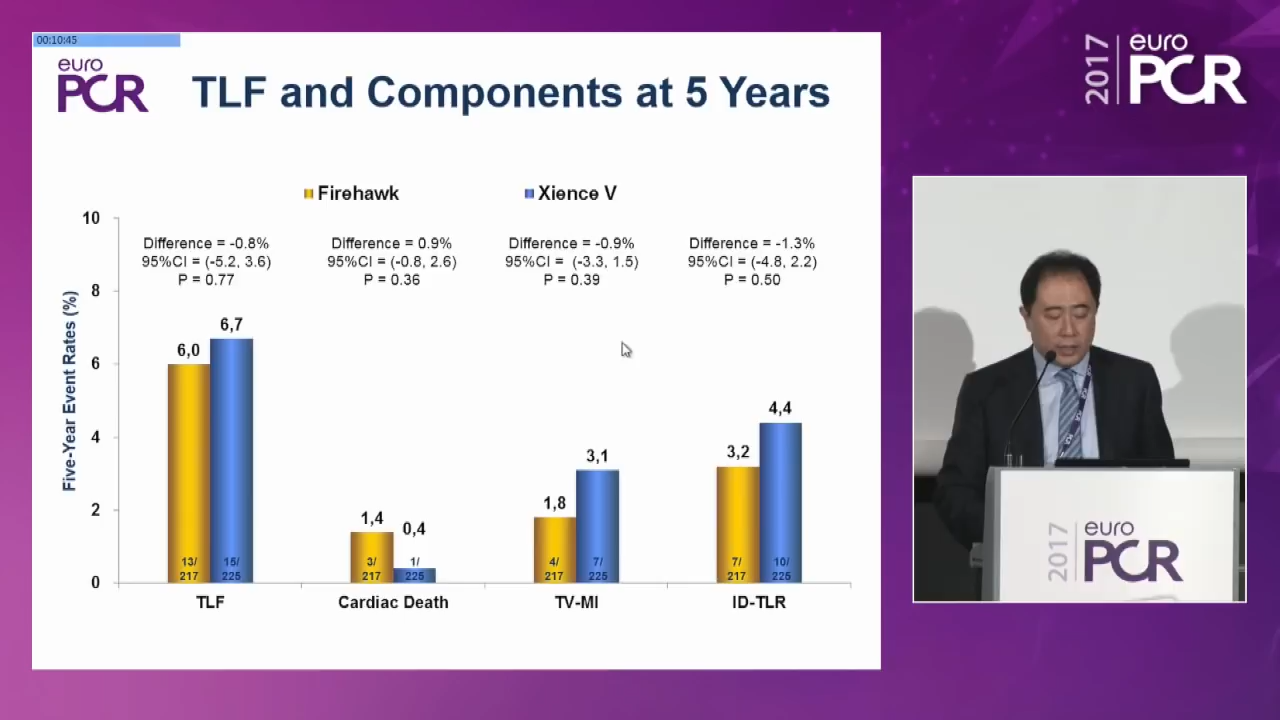 00:10:45
euro
PCR
TLF and Components at 5 Years
2017
euro
PCR
Firehawk
Xience V
Five-Year Event Rates (%)
10
8
6
4
2
0
Difference = -0.8%
95%CI = (-5.2, 3.6)
P = 0.77
Difference = 0.9%
95%CI = (-0.8, 2.6)
P = 0.36
Difference = -0.9%
95%CI = (-3.3, 1.5)
P = 0.39
Difference = -1.3%
95%CI = (-4.8, 2.2)
P = 0.50
6,0
6,7
1,4
0,4
1,8
3,1
3,2
4,4
13/
217
15/
225
3/
217
1/
225
4/
217
7/
225
7/
217
10/
225
TLF
Cardiac Death
TV-MI
ID-TLR
2017
euro
PCR